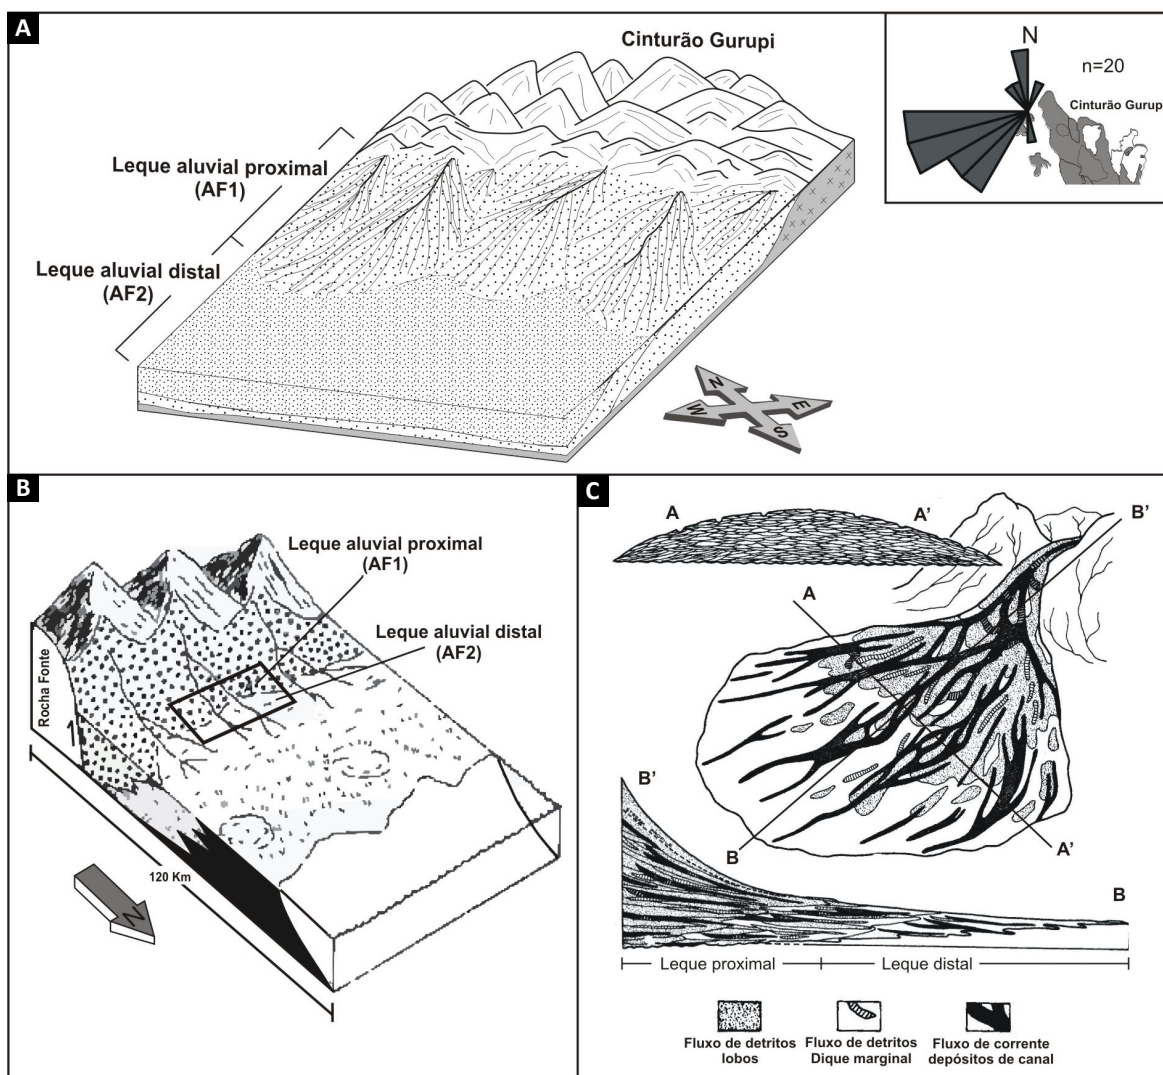 A
Cinturão Gurupi
Leque aluvial proximal
(AF1)
Leque aluvial distal
(AF2)
N
E
W
S
N
n=20
Cinturão Gurup
B
Leque aluvial proximal
(AF1)
Leque aluvial distal
(AF2)
Rocha Fonte
120 Km
N
C
A
A'
B'
A
B
A'
B'
B
Leque proximal
Leque distal
Fluxo de detritos
lobos
Fluxo de detritos
Dique marginal
Fluxo de corrente
depósitos de canal